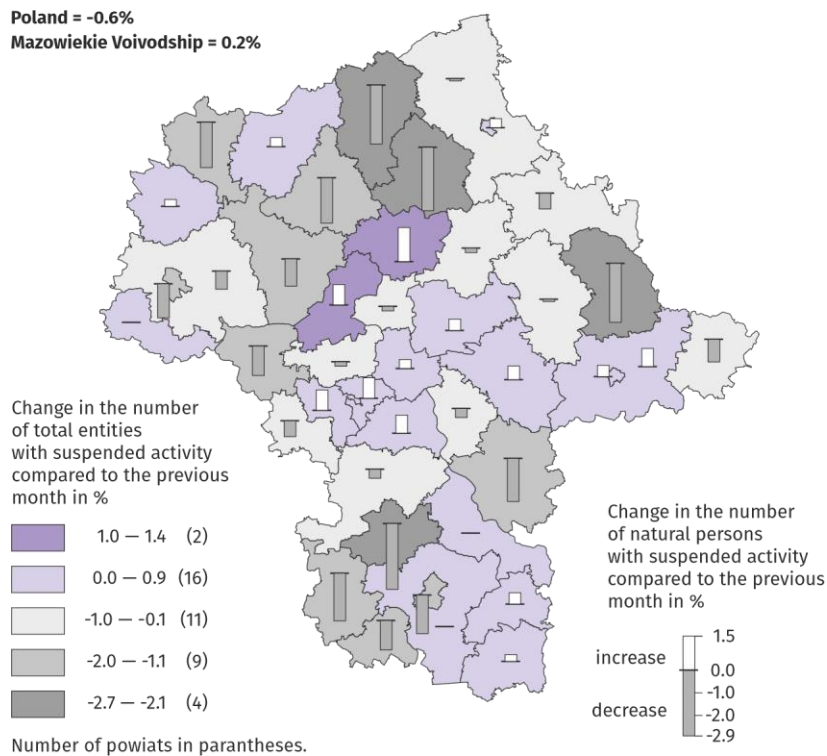 Poland = -0.6%
Mazowiekie Voivodship = 0.2%
Change in the number
of total entities
with suspended activity
compared to the previous
month in %
1.0 — 1.4 (2)
0.0 — 0.9 (16)
-1.0 — -0.1 (11)
-2.0 — -1.1 (9)
-2.7 — -2.1 (4)
Number of powiats in parantheses.
Change in the number
of natural persons
with suspended activity
compared to the previous
month in %
increase
decrease
1.5
0.0
-1.0
-2.0
-2.9